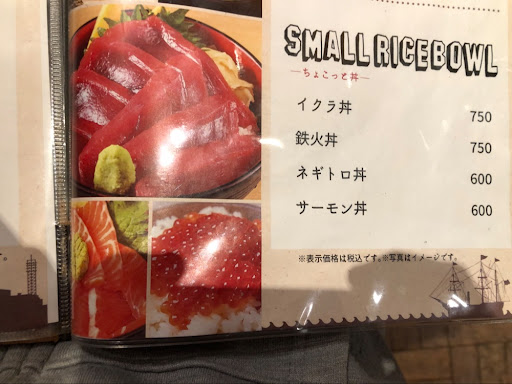 SMALL RICE BOWL
―ちょこっと丼―
イクラ丼 750
鉄火丼 750
ネギトロ丼 600
サーモン丼 600
※表示価格は税込です。※写真はイメージです。